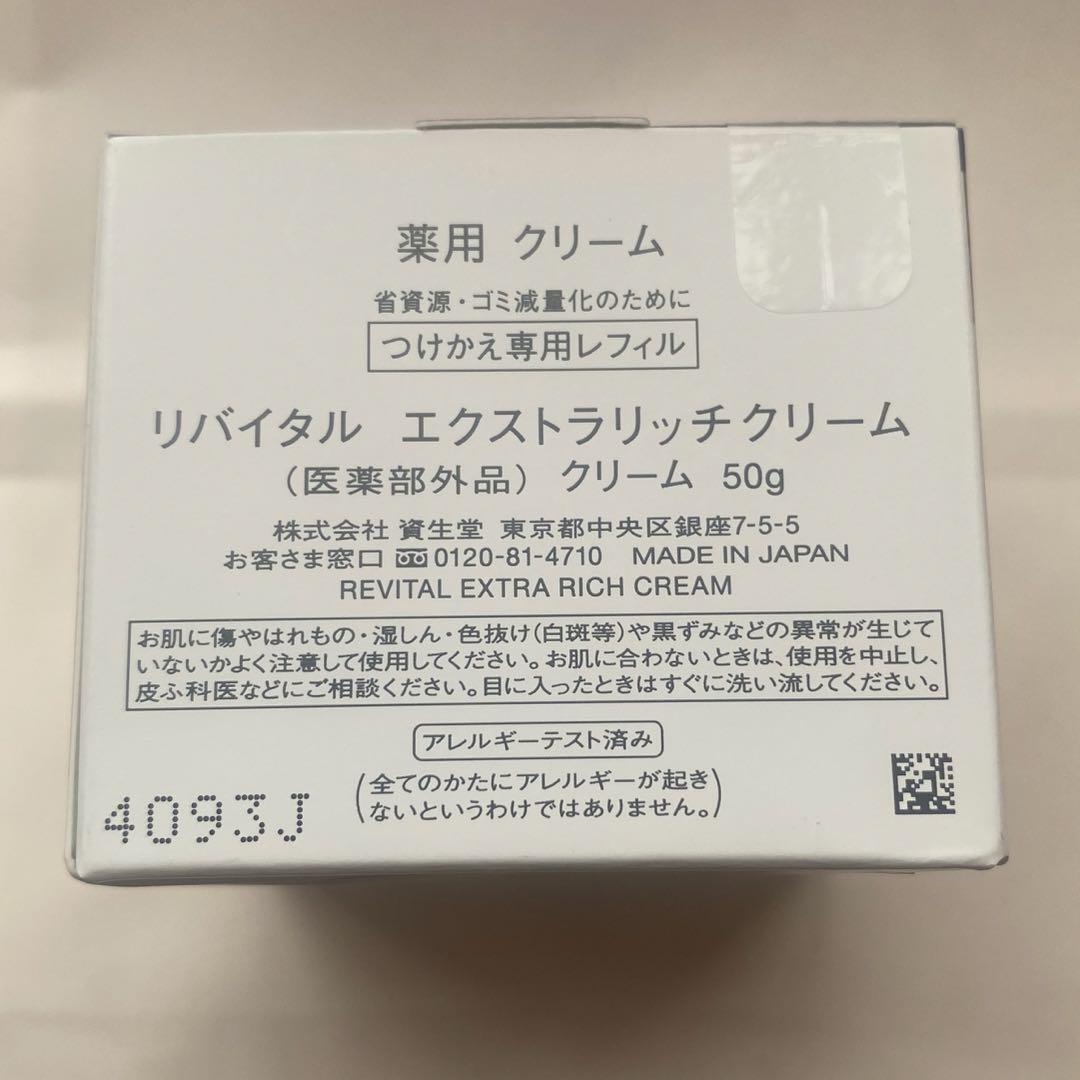 薬用 クリーム
省資源・ゴミ減量化のために
つけかえ専用レフィル
リバイタル エクストラリッチクリーム
(医薬部外品) クリーム 50g
株式会社 資生堂 東京都中央区銀座7-5-5
お客さま窓口 0120-81-4710 MADE IN JAPAN
REVITAL EXTRA RICH CREAM
お肌に傷やはれもの・湿しん・色抜け(白斑等)や黒ずみなどの異常が生じて
いないかよく注意して使用してください。お肌に合わないときは、使用を中止し、
皮ふ科医などにご相談ください。目に入ったときはすぐに洗い流してください。
アレルギーテスト済み
(全てのかたにアレルギーが起き
ないというわけではありません。)
4093J